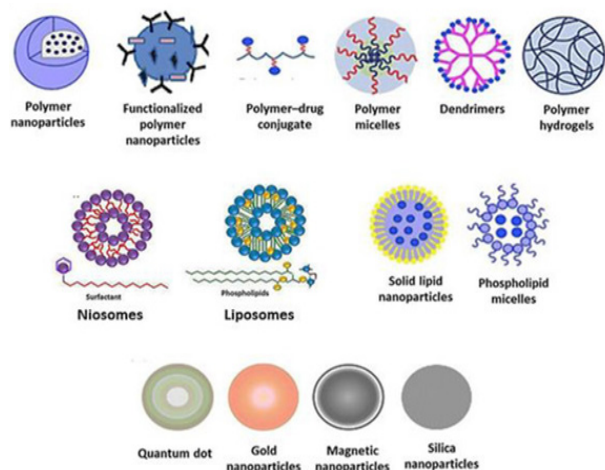 Polymer
nanoparticles
Functionalized
polymer
nanoparticles
Polymer–drug
conjugate
Polymer
micelles
Dendrimers
Polymer
hydrogels
Surfactant
Niosomes
Phospholipids
Liposomes
Solid lipid
nanoparticles
Phospholipid
micelles
Quantum dot
Gold
nanoparticles
Magnetic
nanoparticles
Silica
nanoparticles